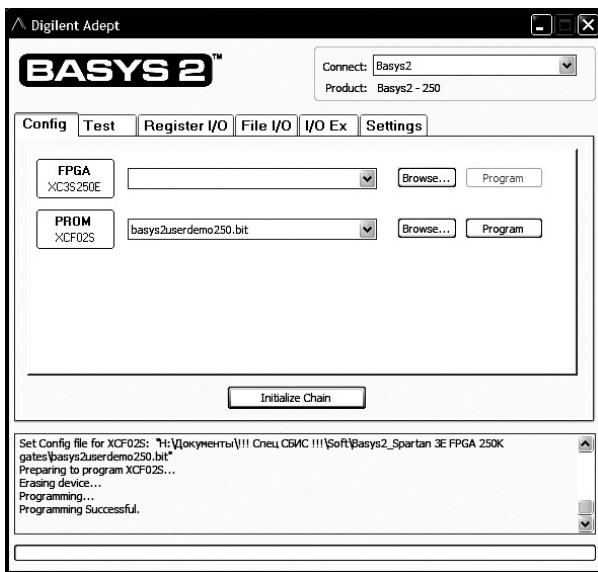 Digilent Adept
BASYS 2™
Connect: Basys2
Product: Basys2 - 250
Config Test Register I/O File I/O I/O Ex Settings
FPGA
XC3S250E
Browse... Program
PROM
XCF02S
basys2userdemo250.bit
Browse... Program
Initialize Chain
Set Config file for XCF02S: "H:\Документы\!!! Спец СБИС !!!\Soft\Basys2_Spartan 3E FPGA 250K
gates\basys2userdemo250.bit"
Preparing to program XCF02S...
Erasing device...
Programming...
Programming Successful.